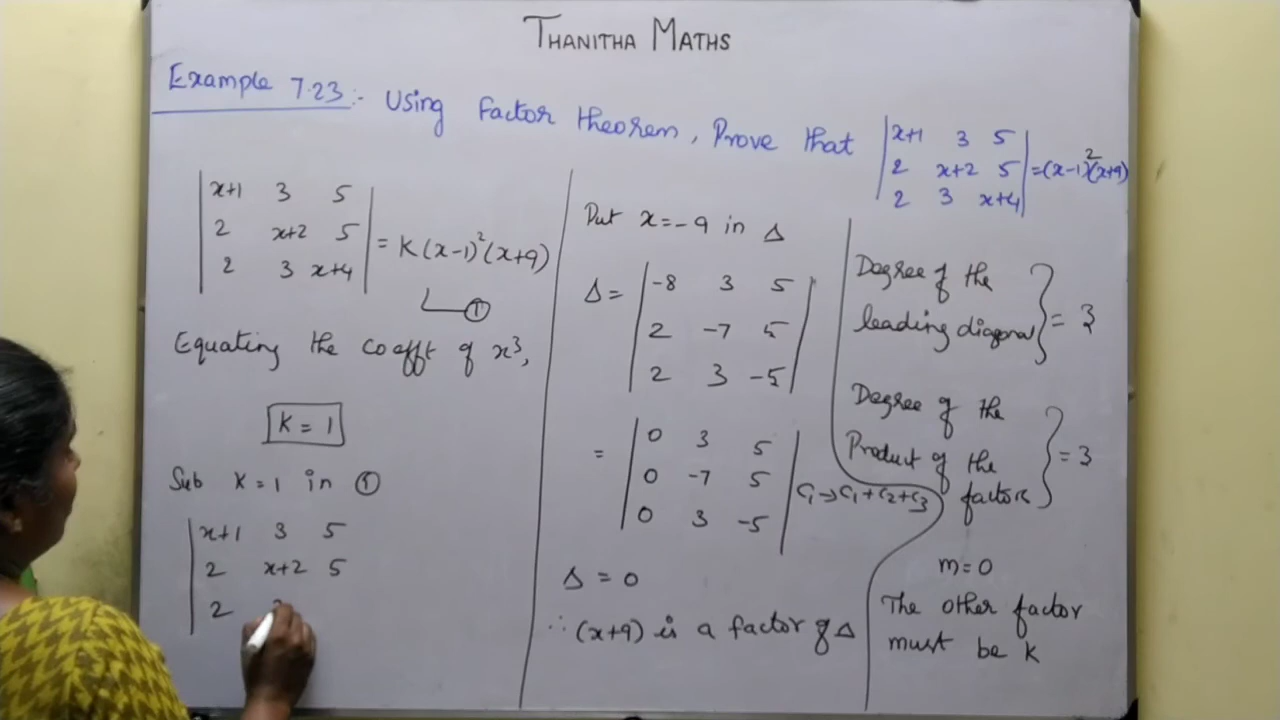 THANITHA MATHS
Example 7.23:- Using Factor theorem, Prove that |x+1 3 5|
|2 x+2 5| = (x-1)²(x+9)
|2 3 x+4|
|x+1 3 5|
|2 x+2 5| = K(x-1)²(x+9)
|2 3 x+4|
①
Equating the coefft of x³,
K = 1
Sub K=1 in ①
|x+1 3 5
|2 x+2 5
|2
Put x=-9 in Δ
Δ = |-8 3 5|
|2 -7 5|
|2 3 -5|
= |0 3 5|
|0 -7 5| C₁→C₁+C₂+C₃
|0 3 -5|
Δ = 0
∴ (x+9) is a factor of Δ
Degree of the
leading diagonal } = 3
Degree of the
Product of the } = 3
factors
m=0
The other factor
must be K